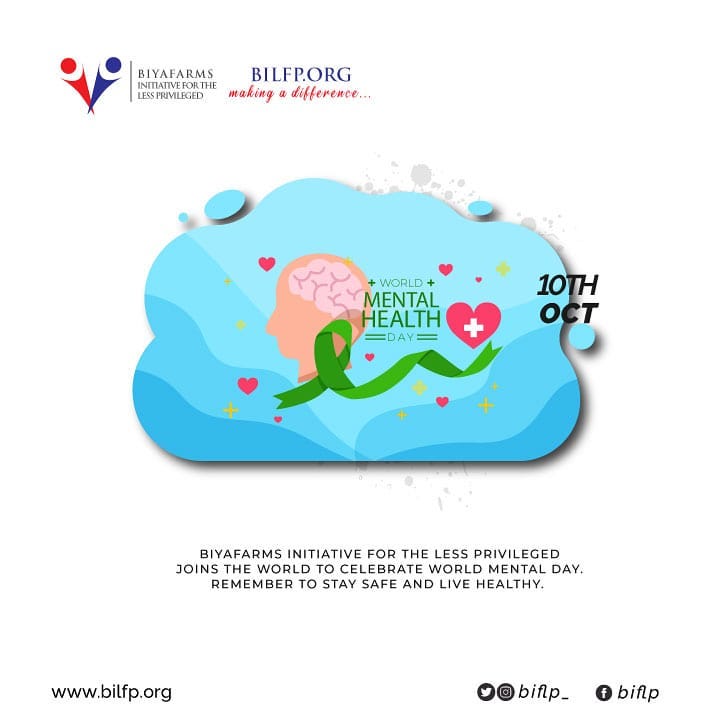 BIYAFARMS
INITIATIVE FOR THE
LESS PRIVILEGED
BILFP.ORG
making a difference...
WORLD
MENTAL
HEALTH
DAY
10TH
OCT
BIYAFARMS INITIATIVE FOR THE LESS PRIVILEGED
JOINS THE WORLD TO CELEBRATE WORLD MENTAL DAY.
REMEMBER TO STAY SAFE AND LIVE HEALTHY.
www.bilfp.org
biflp_
biflp